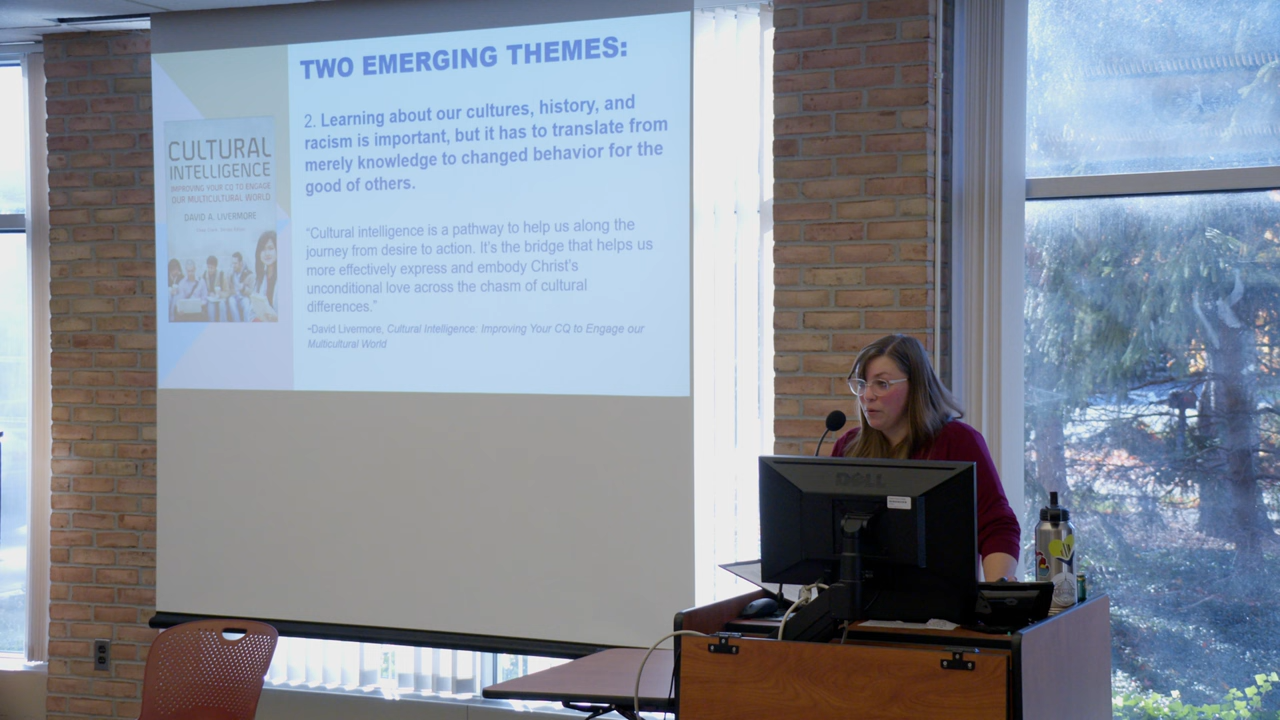 TWO EMERGING THEMES:
2. Learning about our cultures, history, and
racism is important, but it has to translate from
merely knowledge to changed behavior for the
good of others.
“Cultural intelligence is a pathway to help us along the
journey from desire to action. It’s the bridge that helps us
more effectively express and embody Christ’s
unconditional love across the chasm of cultural
differences.”
~David Livermore, Cultural Intelligence: Improving Your CQ to Engage our
Multicultural World
CULTURAL
INTELLIGENCE
IMPROVING YOUR CQ TO ENGAGE
OUR MULTICULTURAL WORLD
DAVID A. LIVERMORE
DELL